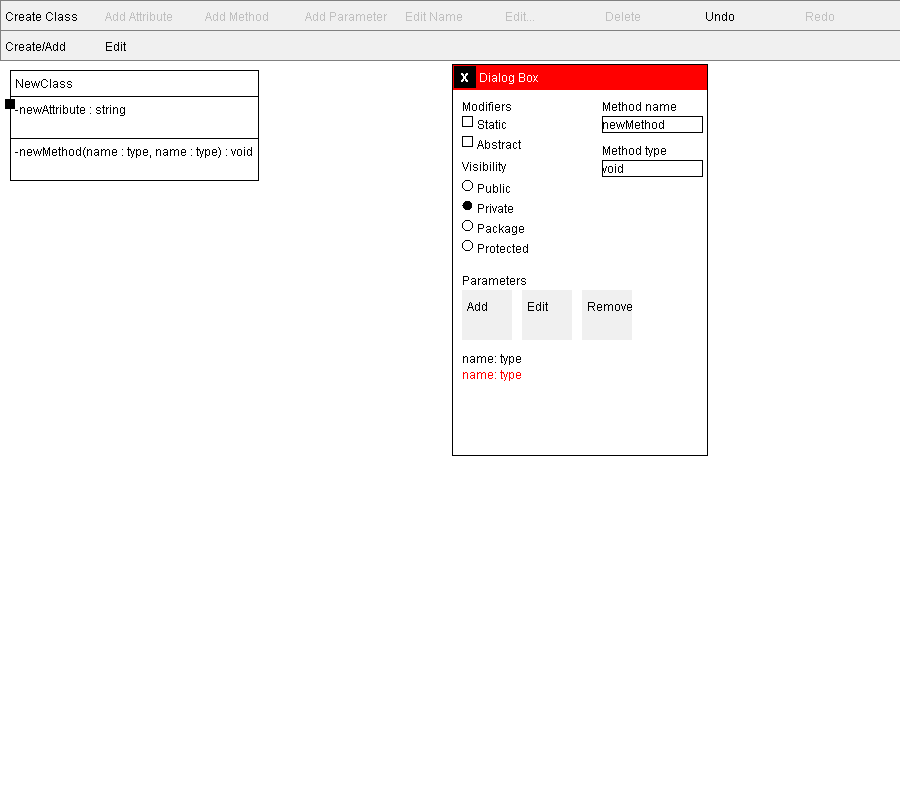 Create Class Add Attribute Add Method Add Parameter Edit Name Edit... Delete Undo Redo
Create/Add Edit
NewClass
-newAttribute : string
-newMethod(name : type, name : type) : void
X Dialog Box
Modifiers
Static
Abstract
Visibility
Public
Private
Package
Protected
Method name
newMethod
Method type
void
Parameters
Add Edit Remove
name: type
name: type